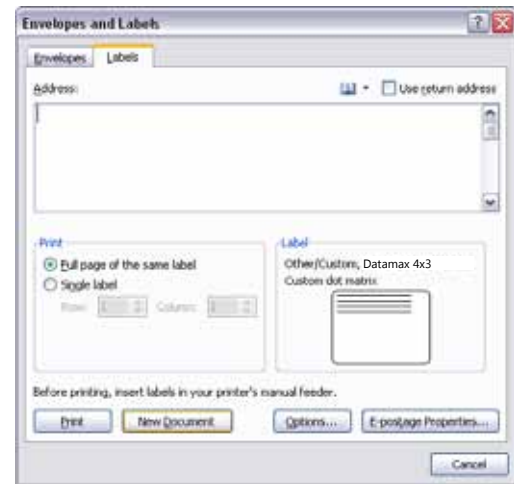 Envelopes and Labels
Envelopes Labels
Address: Use return address
Print
Full page of the same label
Single label
Row: Column:
Label
Other/Custom, Datamax 4x3
Custom dot matrix
Before printing, insert labels in your printer's manual feeder.
Print New Document Options... E-postage Properties...
Cancel